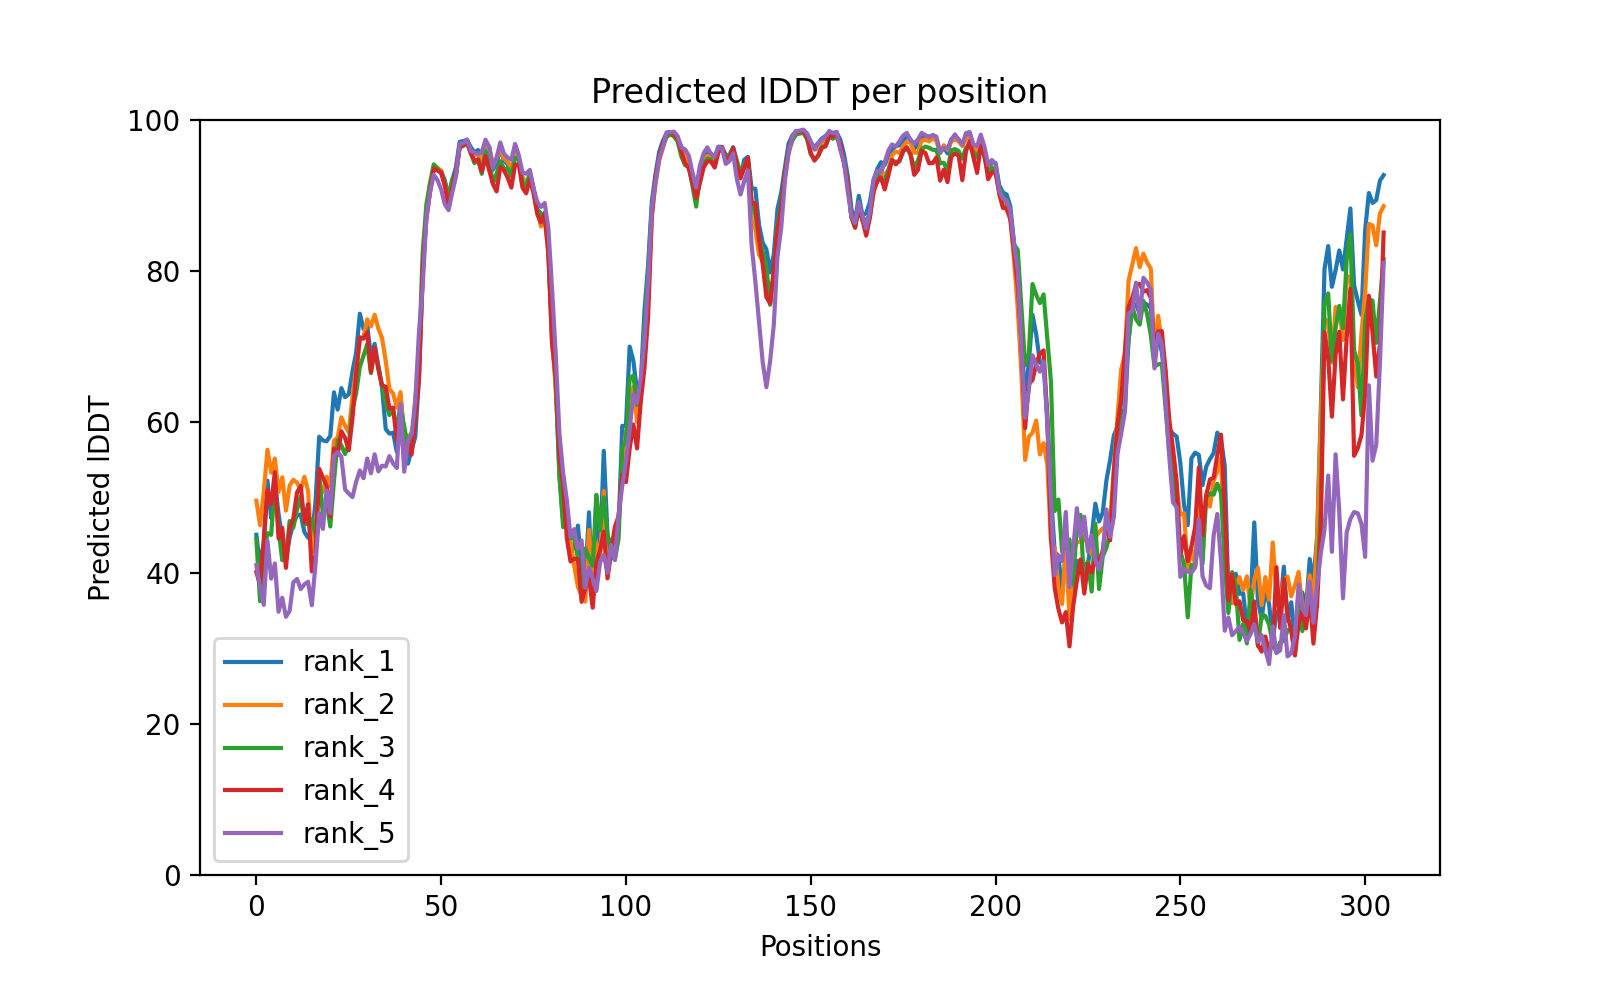 Predicted lDDT per position
100
80
60
40
20
0
Predicted lDDT
rank_1
rank_2
rank_3
rank_4
rank_5
0 50 100 150 200 250 300
Positions